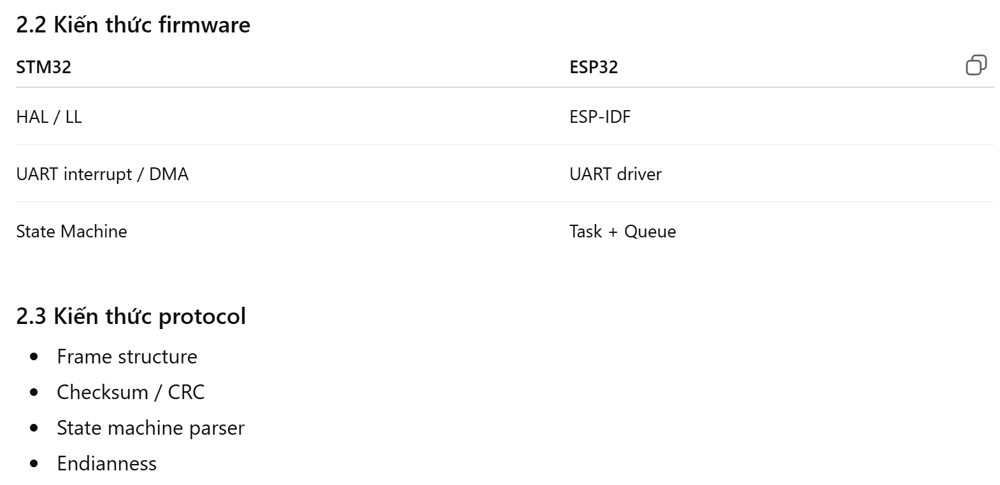 2.2 Kiến thức firmware
STM32 ESP32
HAL / LL ESP-IDF
UART interrupt / DMA UART driver
State Machine Task + Queue
2.3 Kiến thức protocol
• Frame structure
• Checksum / CRC
• State machine parser
• Endianness